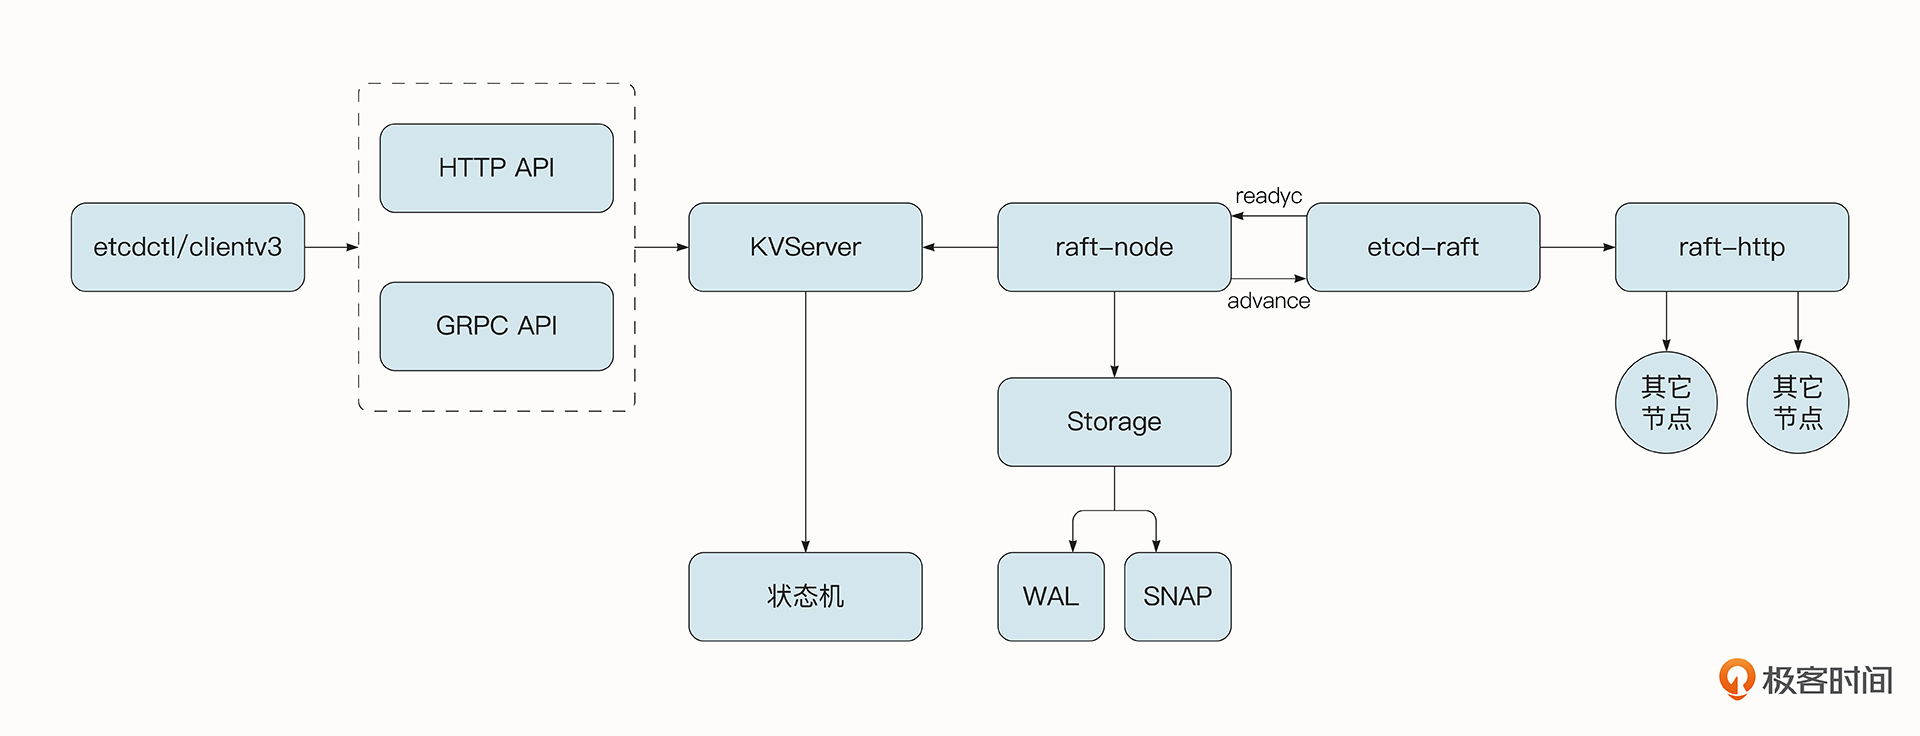 HTTP API
GRPC API
etcdctl/clientv3
KVServer
raft-node
readyc
advance
etcd-raft
raft-http
其它
节点
其它
节点
Storage
状态机
WAL
SNAP
极客时间